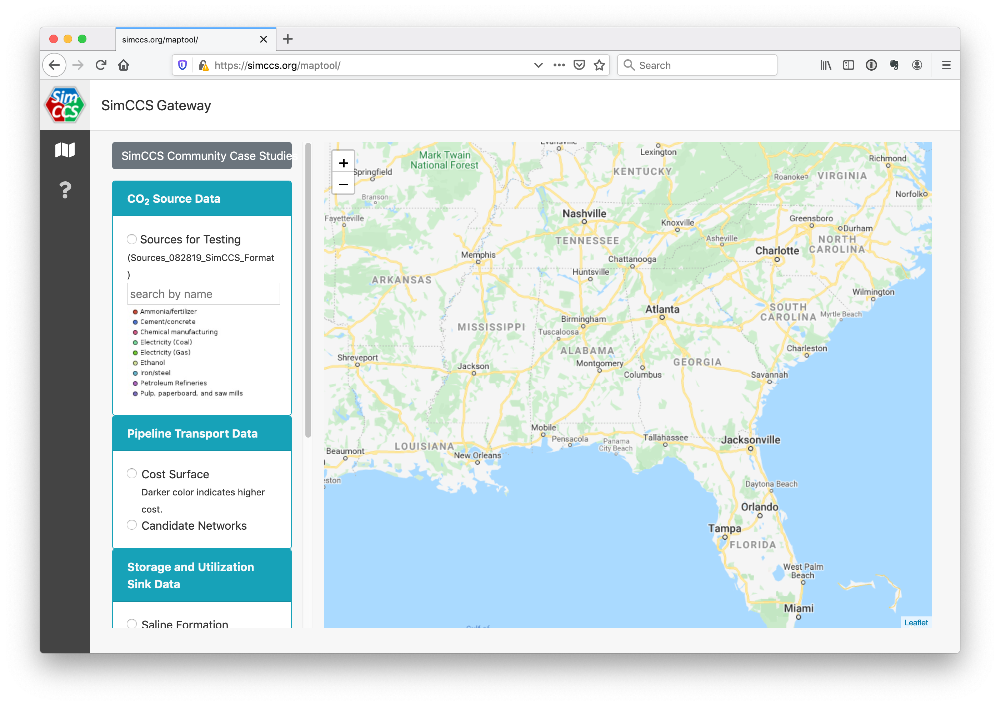 simccs.org/maptool/
https://simccs.org/maptool/
Search
Sim
CCS
SimCCS Gateway
SimCCS Community Case Studies
CO2 Source Data
Sources for Testing
(Sources_082819_SimCCS_Format
)
search by name
Ammonia/fertilizer
Cement/concrete
Chemical manufacturing
Electricity (Coal)
Electricity (Gas)
Ethanol
Iron/steel
Petroleum Refineries
Pulp, paperboard, and saw mills
Pipeline Transport Data
Cost Surface
Darker color indicates higher
cost.
Candidate Networks
Storage and Utilization
Sink Data
Saline Formation
+
−
Evansville
Lexington
Mark Twain
National Forest
Richmond
Springfield
KENTUCKY
Roanoke
VIRGINIA
Branson
Norfolk
Fayetteville
Nashville
Knoxville
Greensboro
Durham
TENNESSEE
Asheville
NORTH
CAROLINA
Memphis
Charlotte
Chattanooga
Huntsville
ARKANSAS
Wilmington
Atlanta
SOUTH
CAROLINA
Myrtle Beach
Birmingham
MISSISSIPPI
Tuscaloosa
ALABAMA
Charleston
Shreveport
Montgomery
GEORGIA
Jackson
Columbus
Savannah
Mobile
Pensacola
Tallahassee
Panama
City Beach
Jacksonville
LOUISIANA
Beaumont
New Orleans
eston
Daytona Beach
Orlando
Tampa
FLORIDA
West Palm
Beach
Miami
Gulf of
Leaflet